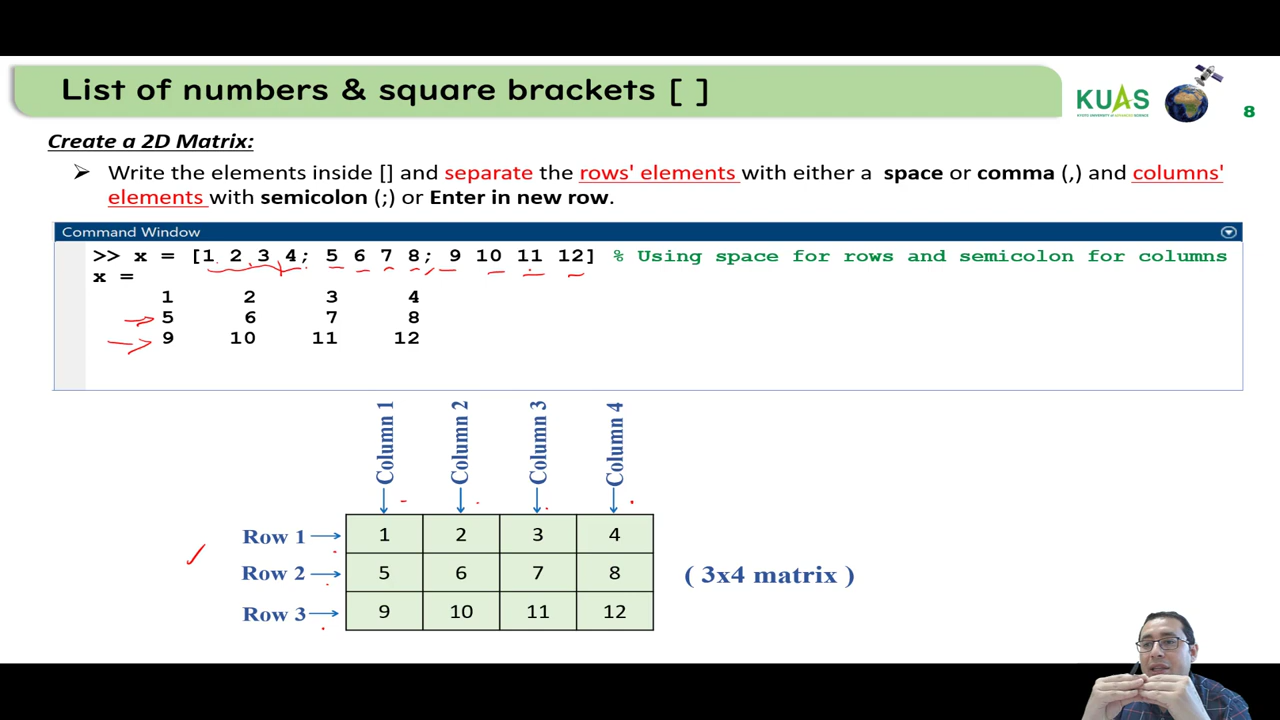 List of numbers & square brackets [ ]
KUAS
KYOTO UNIVERSITY OF ADVANCED SCIENCE
8
Create a 2D Matrix:
➢ Write the elements inside [] and separate the rows' elements with either a space or comma (,) and columns'
elements with semicolon (;) or Enter in new row.
Command Window
>> x = [1 2 3 4; 5 6 7 8; 9 10 11 12] % Using space for rows and semicolon for columns
x =
1 2 3 4
5 6 7 8
9 10 11 12
Column 1 Column 2 Column 3 Column 4
Row 1 1 2 3 4
Row 2 5 6 7 8 ( 3x4 matrix )
Row 3 9 10 11 12